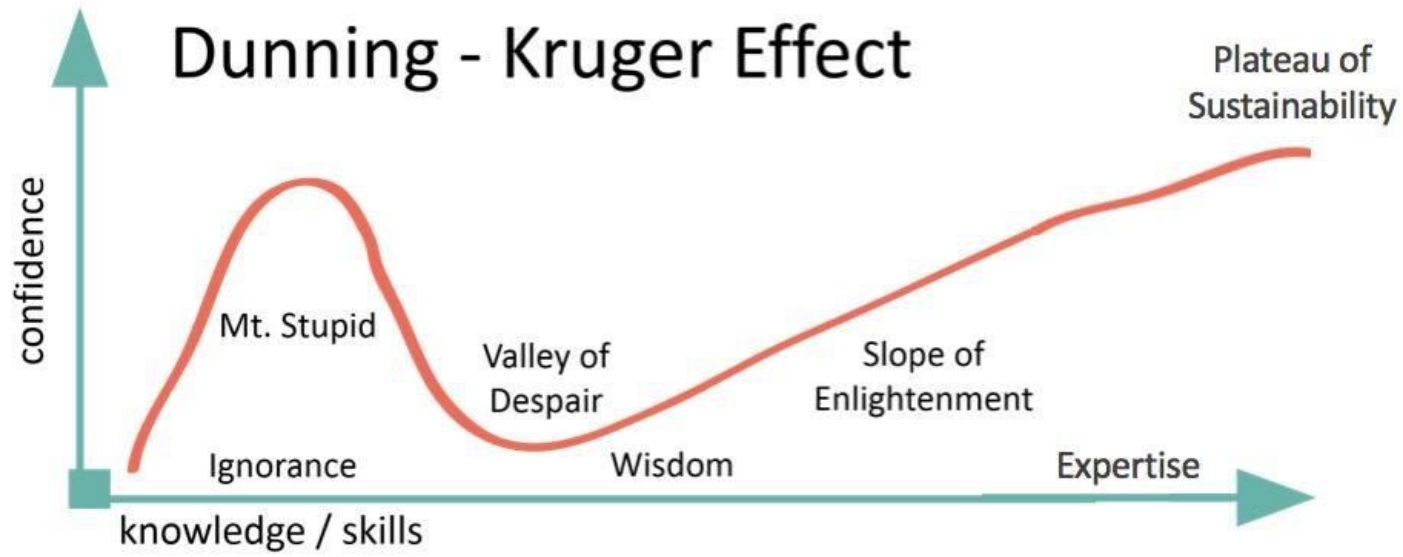 Dunning - Kruger Effect
Plateau of
Sustainability
confidence
Mt. Stupid
Valley of
Despair
Slope of
Enlightenment
Ignorance
Wisdom
Expertise
knowledge / skills